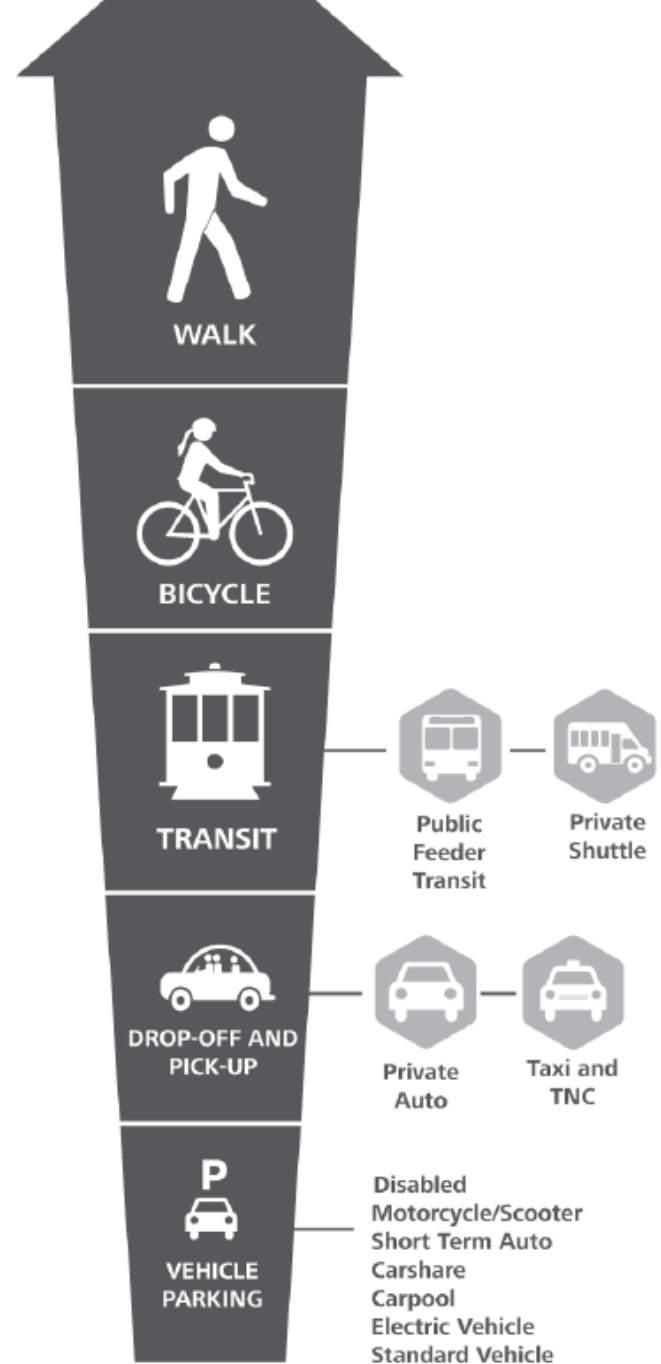 WALK
BICYCLE
TRANSIT
Public
Feeder
Transit
Private
Shuttle
DROP-OFF AND
PICK-UP
Private
Auto
Taxi and
TNC
P
VEHICLE
PARKING
Disabled
Motorcycle/Scooter
Short Term Auto
Carshare
Carpool
Electric Vehicle
Standard Vehicle